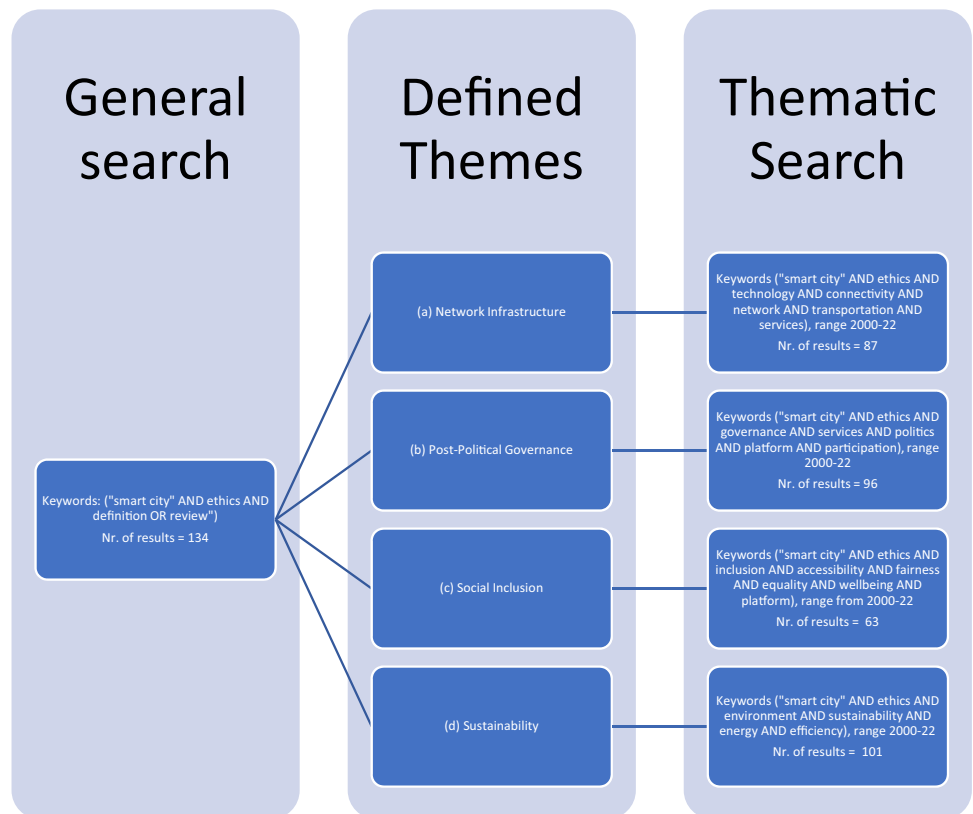 General
search
Keywords: ("smart city" AND ethics AND
definition OR review")
Nr. of results = 134
Defined
Themes
(a) Network Infrastructure
(b) Post-Political Governance
(c) Social Inclusion
(d) Sustainability
Thematic
Search
Keywords ("smart city" AND ethics AND
technology AND connectivity AND
network AND transportation AND
services), range 2000-22
Nr. of results = 87
Keywords ("smart city" AND ethics AND
governance AND services AND politics
AND platform AND participation), range
2000-22
Nr. of results = 96
Keywords ("smart city" AND ethics AND
inclusion AND accessibility AND fairness
AND equality AND wellbeing AND
platform), range from 2000-22
Nr. of results =  63
Keywords ("smart city" AND ethics AND
environment AND sustainability AND
energy AND efficiency), range 2000-22
Nr. of results =  101